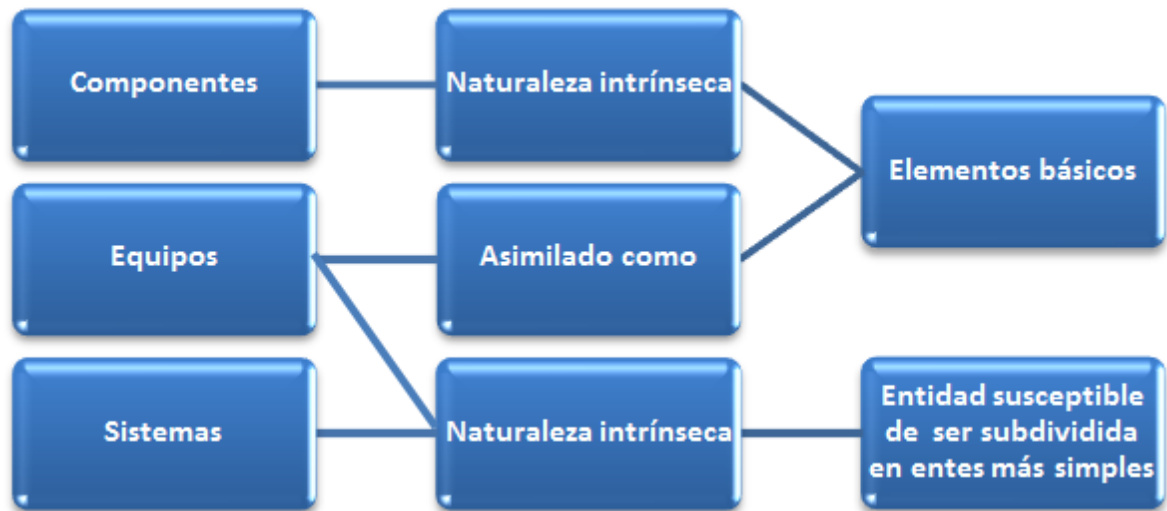 Componentes
Naturaleza intrínseca
Elementos básicos
Equipos
Asimilado como
Sistemas
Naturaleza intrínseca
Entidad susceptible
de ser subdividida
en entes más simples